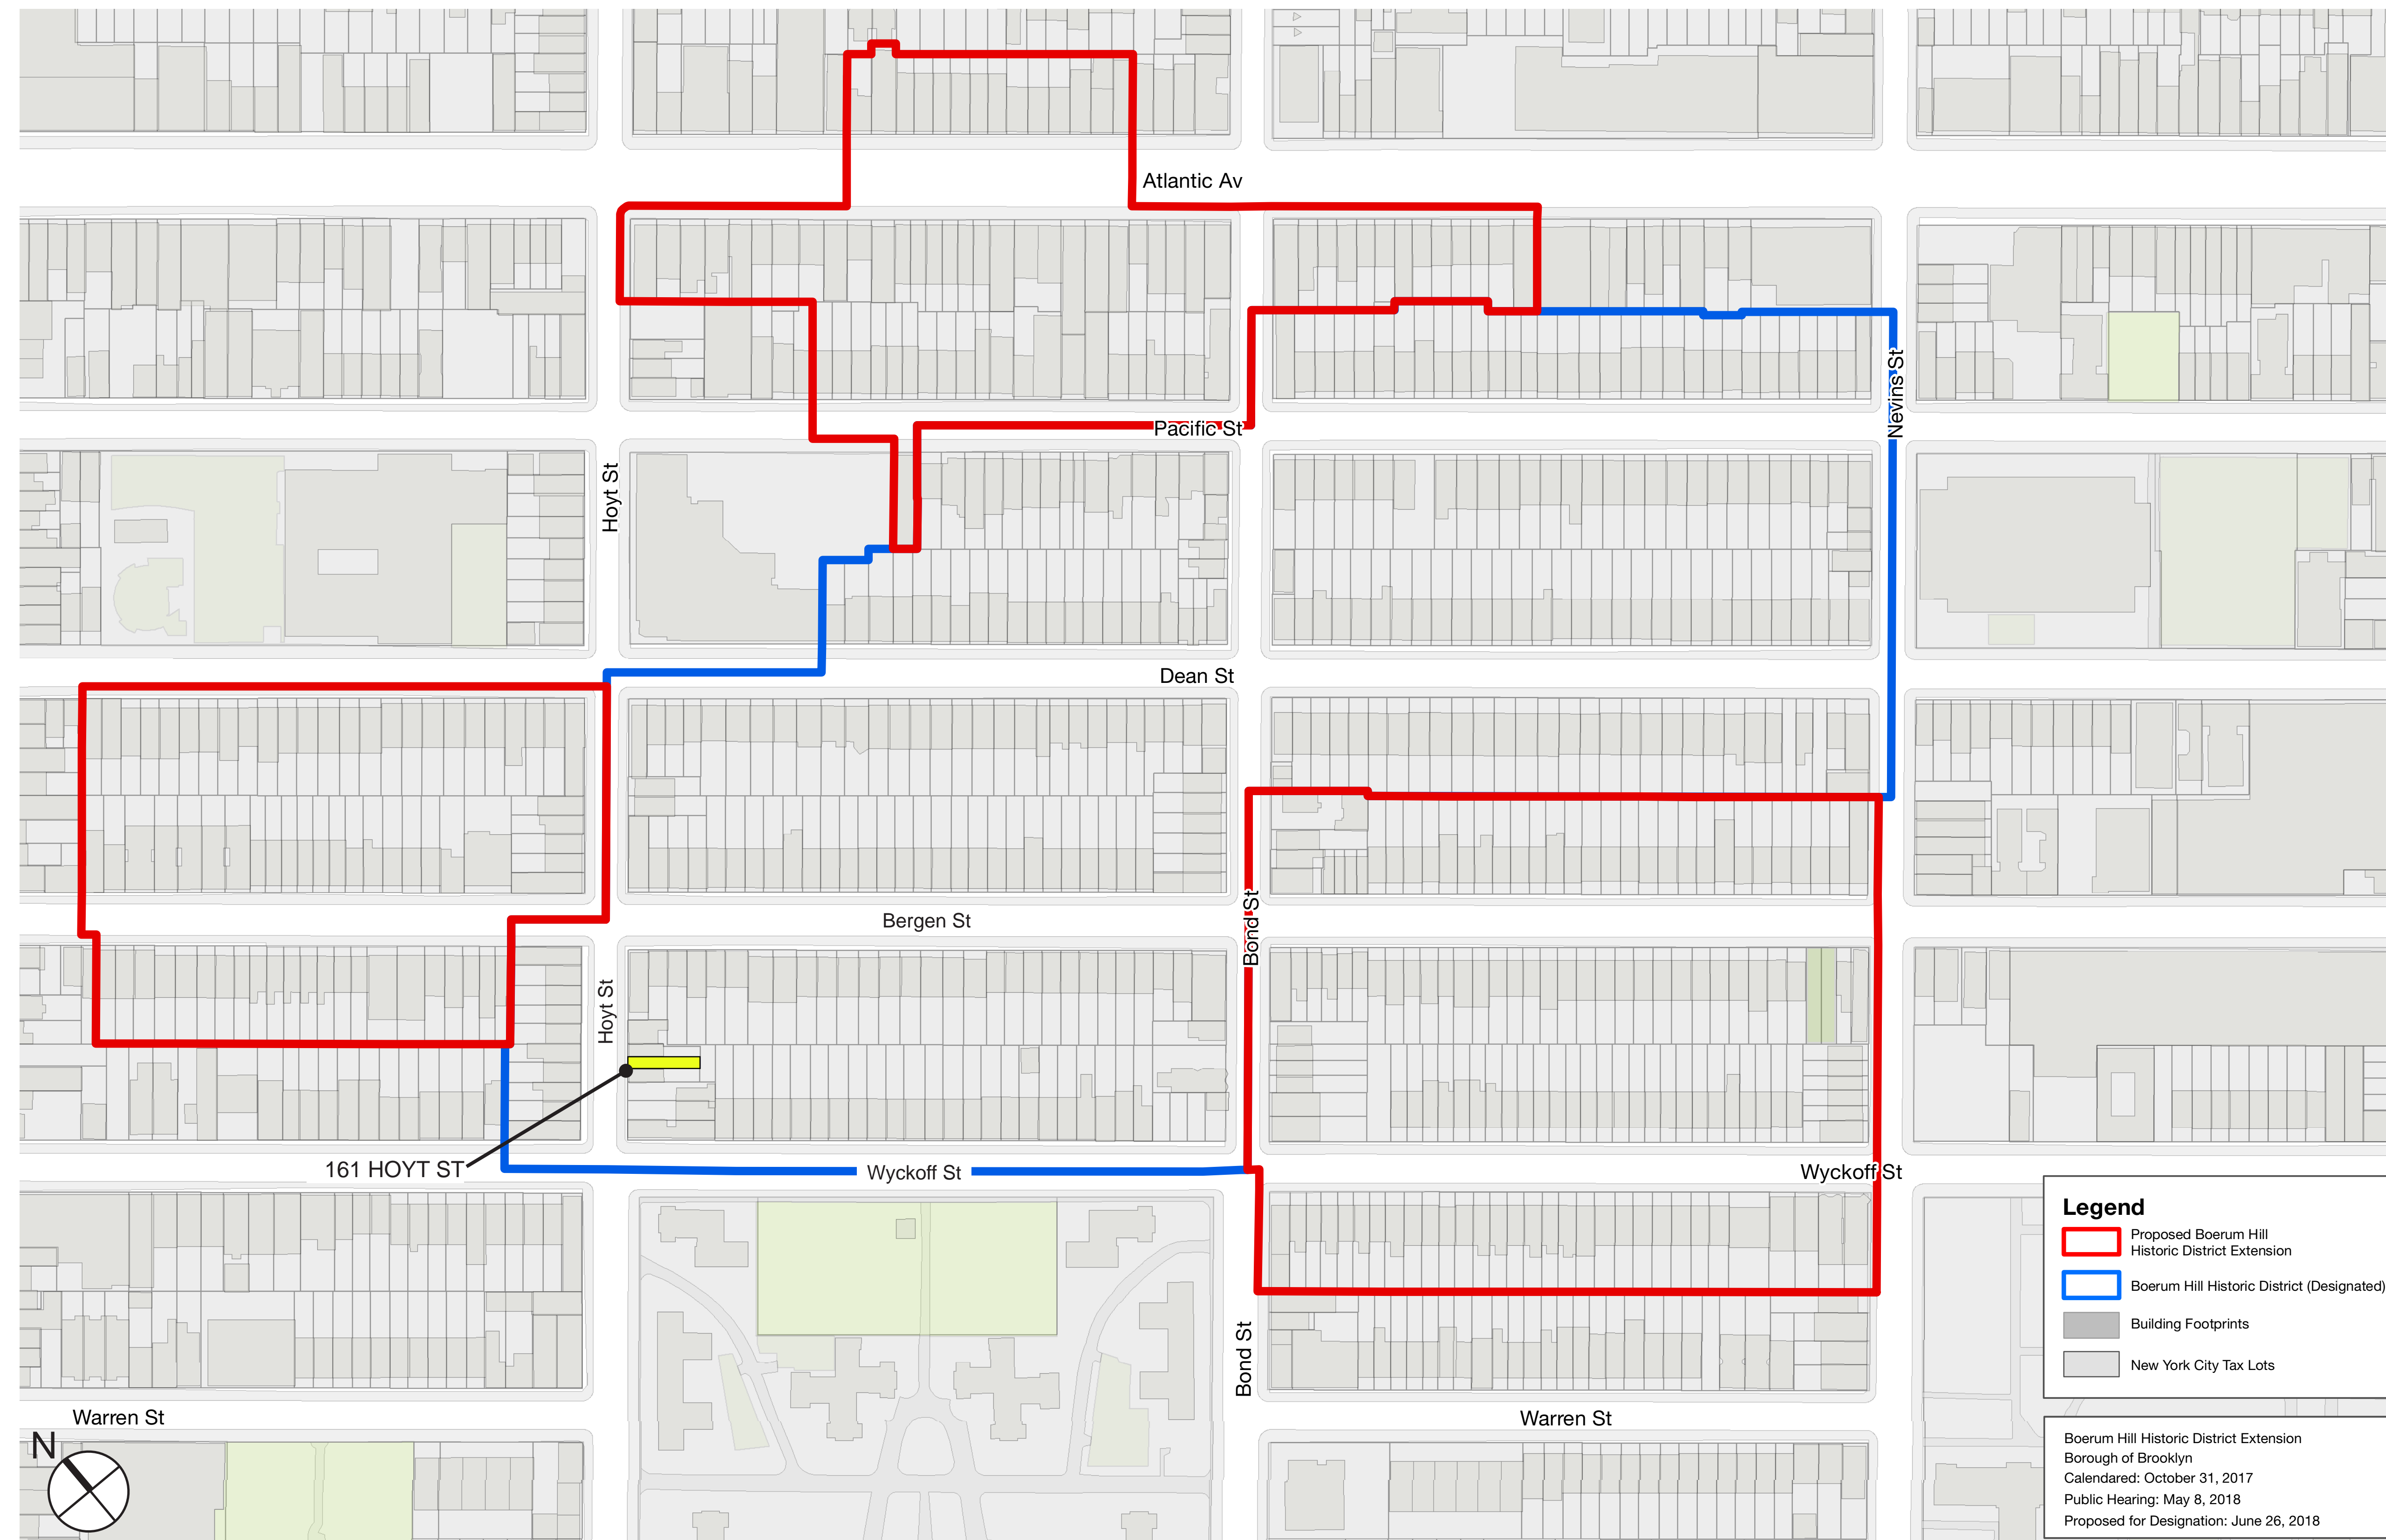 Atlantic Av
Nevins St
Pacific St
Hoyt St
Dean St
Bond St
Bergen St
Hoyt St
161 HOYT ST
Wyckoff St
Wyckoff St
Bond St
Warren St
Warren St
N
Legend
Proposed Boerum Hill
Historic District Extension
Boerum Hill Historic District (Designated)
Building Footprints
New York City Tax Lots
Boerum Hill Historic District Extension
Borough of Brooklyn
Calendared: October 31, 2017
Public Hearing: May 8, 2018
Proposed for Designation: June 26, 2018